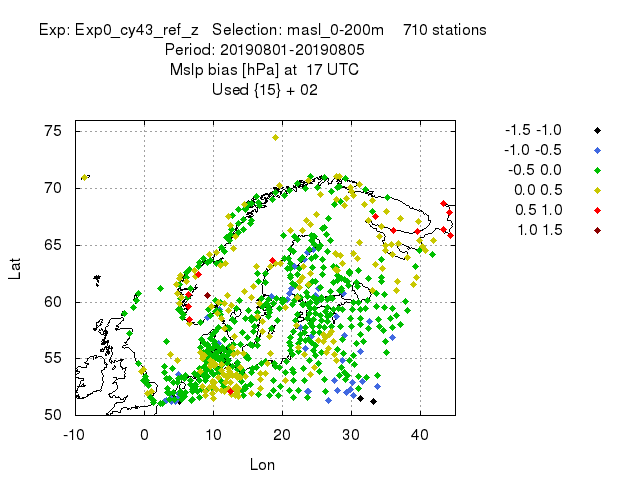 Exp: Exp0_cy43_ref_z   Selection: masl_0-200m    710 stations
Period: 20190801-20190805
Mslp bias [hPa] at  17 UTC
Used {15} + 02
-1.5 -1.0
-1.0 -0.5
-0.5 0.0
0.0 0.5
0.5 1.0
1.0 1.5
75
70
65
60
55
50
Lat
-10 0 10 20 30 40
Lon